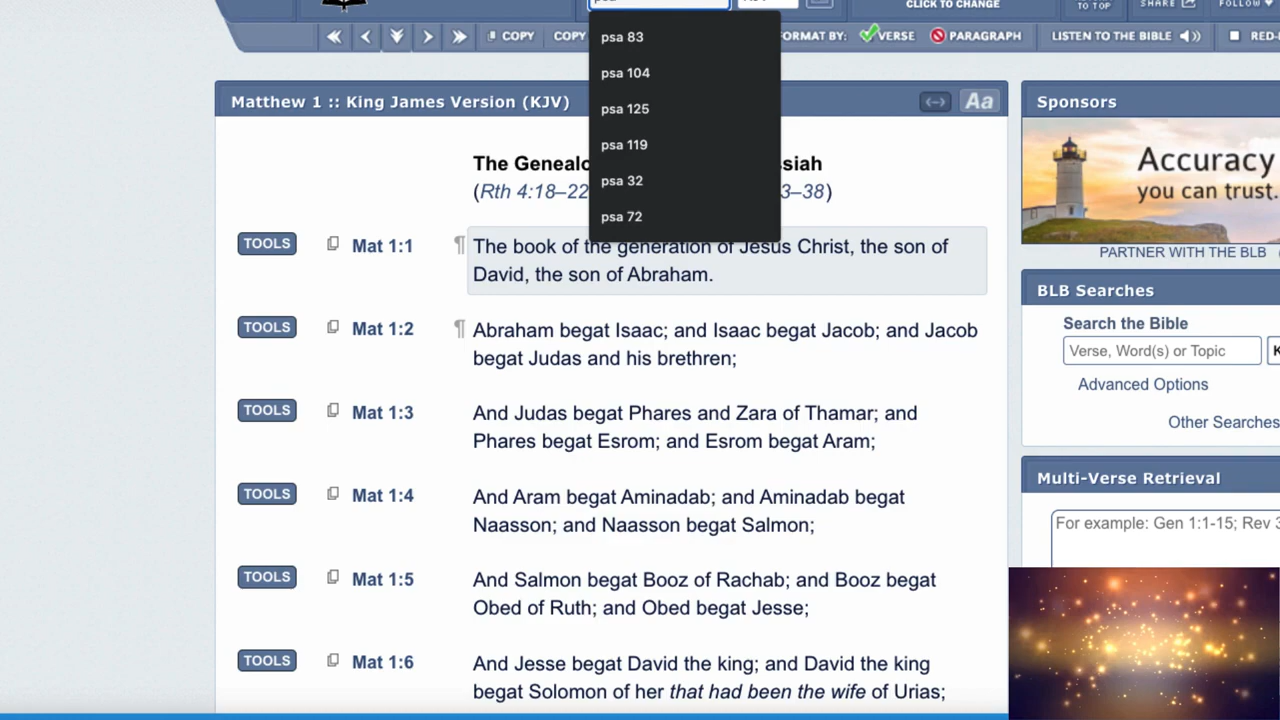 psa
CLICK TO CHANGE
TO TOP
SHARE
FOLLOW
COPY
COPY
FORMAT BY:
VERSE
PARAGRAPH
LISTEN TO THE BIBLE
psa 83
psa 104
psa 125
psa 119
psa 32
psa 72
Matthew 1 :: King James Version (KJV)
Aa
Sponsors
The
(Rth 4:18–22
3–38)
Accuracy
you can trust.
PARTNER WITH THE BLB
TOOLS
Mat 1:1
¶ The book of the generation of Jesus Christ, the son of
David, the son of Abraham.
BLB Searches
Search the Bible
Verse, Word(s) or Topic
Advanced Options
Other Searches
TOOLS
Mat 1:2
¶ Abraham begat Isaac; and Isaac begat Jacob; and Jacob
begat Judas and his brethren;
TOOLS
Mat 1:3
And Judas begat Phares and Zara of Thamar; and
Phares begat Esrom; and Esrom begat Aram;
Multi-Verse Retrieval
For example: Gen 1:1-15; Rev 3
TOOLS
Mat 1:4
And Aram begat Aminadab; and Aminadab begat
Naasson; and Naasson begat Salmon;
TOOLS
Mat 1:5
And Salmon begat Booz of Rachab; and Booz begat
Obed of Ruth; and Obed begat Jesse;
TOOLS
Mat 1:6
And Jesse begat David the king; and David the king
begat Solomon of her that had been the wife of Urias;